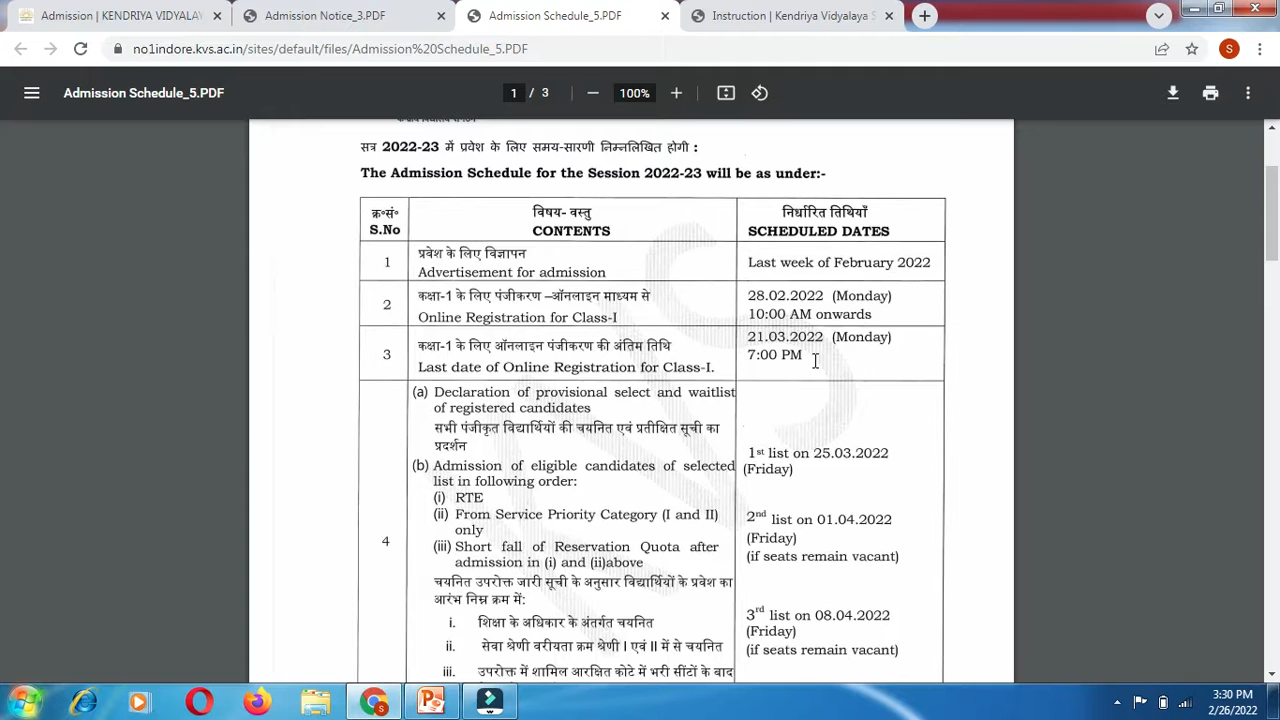 Admission | KENDRIYA VIDYALAY
Admission Notice_3.PDF
Admission Schedule_5.PDF
Instruction | Kendriya Vidyalaya S
no1indore.kvs.ac.in/sites/default/files/Admission%20Schedule_5.PDF
S
Admission Schedule_5.PDF
1 / 3
100%
सत्र 2022-23 में प्रवेश के लिए समय-सारणी निम्नलिखित होगी :
The Admission Schedule for the Session 2022-23 will be as under:-
क्र॰सं॰
S.No
विषय- वस्तु
CONTENTS
निर्धारित तिथियाँ
SCHEDULED DATES
1
प्रवेश के लिए विज्ञापन
Advertisement for admission
Last week of February 2022
2
कक्षा-1 के लिए पंजीकरण –ऑनलाइन माध्यम से
Online Registration for Class-I
28.02.2022 (Monday)
10:00 AM onwards
3
कक्षा-1 के लिए ऑनलाइन पंजीकरण की अंतिम तिथि
Last date of Online Registration for Class-I.
21.03.2022 (Monday)
7:00 PM
4
(a) Declaration of provisional select and waitlist
of registered candidates
सभी पंजीकृत विद्यार्थियों की चयनित एवं प्रतीक्षित सूची का
प्रदर्शन
(b) Admission of eligible candidates of selected
list in following order:
(i) RTE
(ii) From Service Priority Category (I and II)
only
(iii) Short fall of Reservation Quota after
admission in (i) and (ii)above
चयनित उपरोक्त जारी सूची के अनुसार विद्यार्थियों के प्रवेश का
आरंभ निम्न क्रम में:
i. शिक्षा के अधिकार के अंतर्गत चयनित
ii. सेवा श्रेणी वरीयता क्रम श्रेणी I एवं II में से चयनित
iii. उपरोक्त में शामिल आरक्षित कोटे में भरी सींटों के बाद
1st list on 25.03.2022
(Friday)
2nd list on 01.04.2022
(Friday)
(if seats remain vacant)
3rd list on 08.04.2022
(Friday)
(if seats remain vacant)
S
3:30 PM
2/26/2022